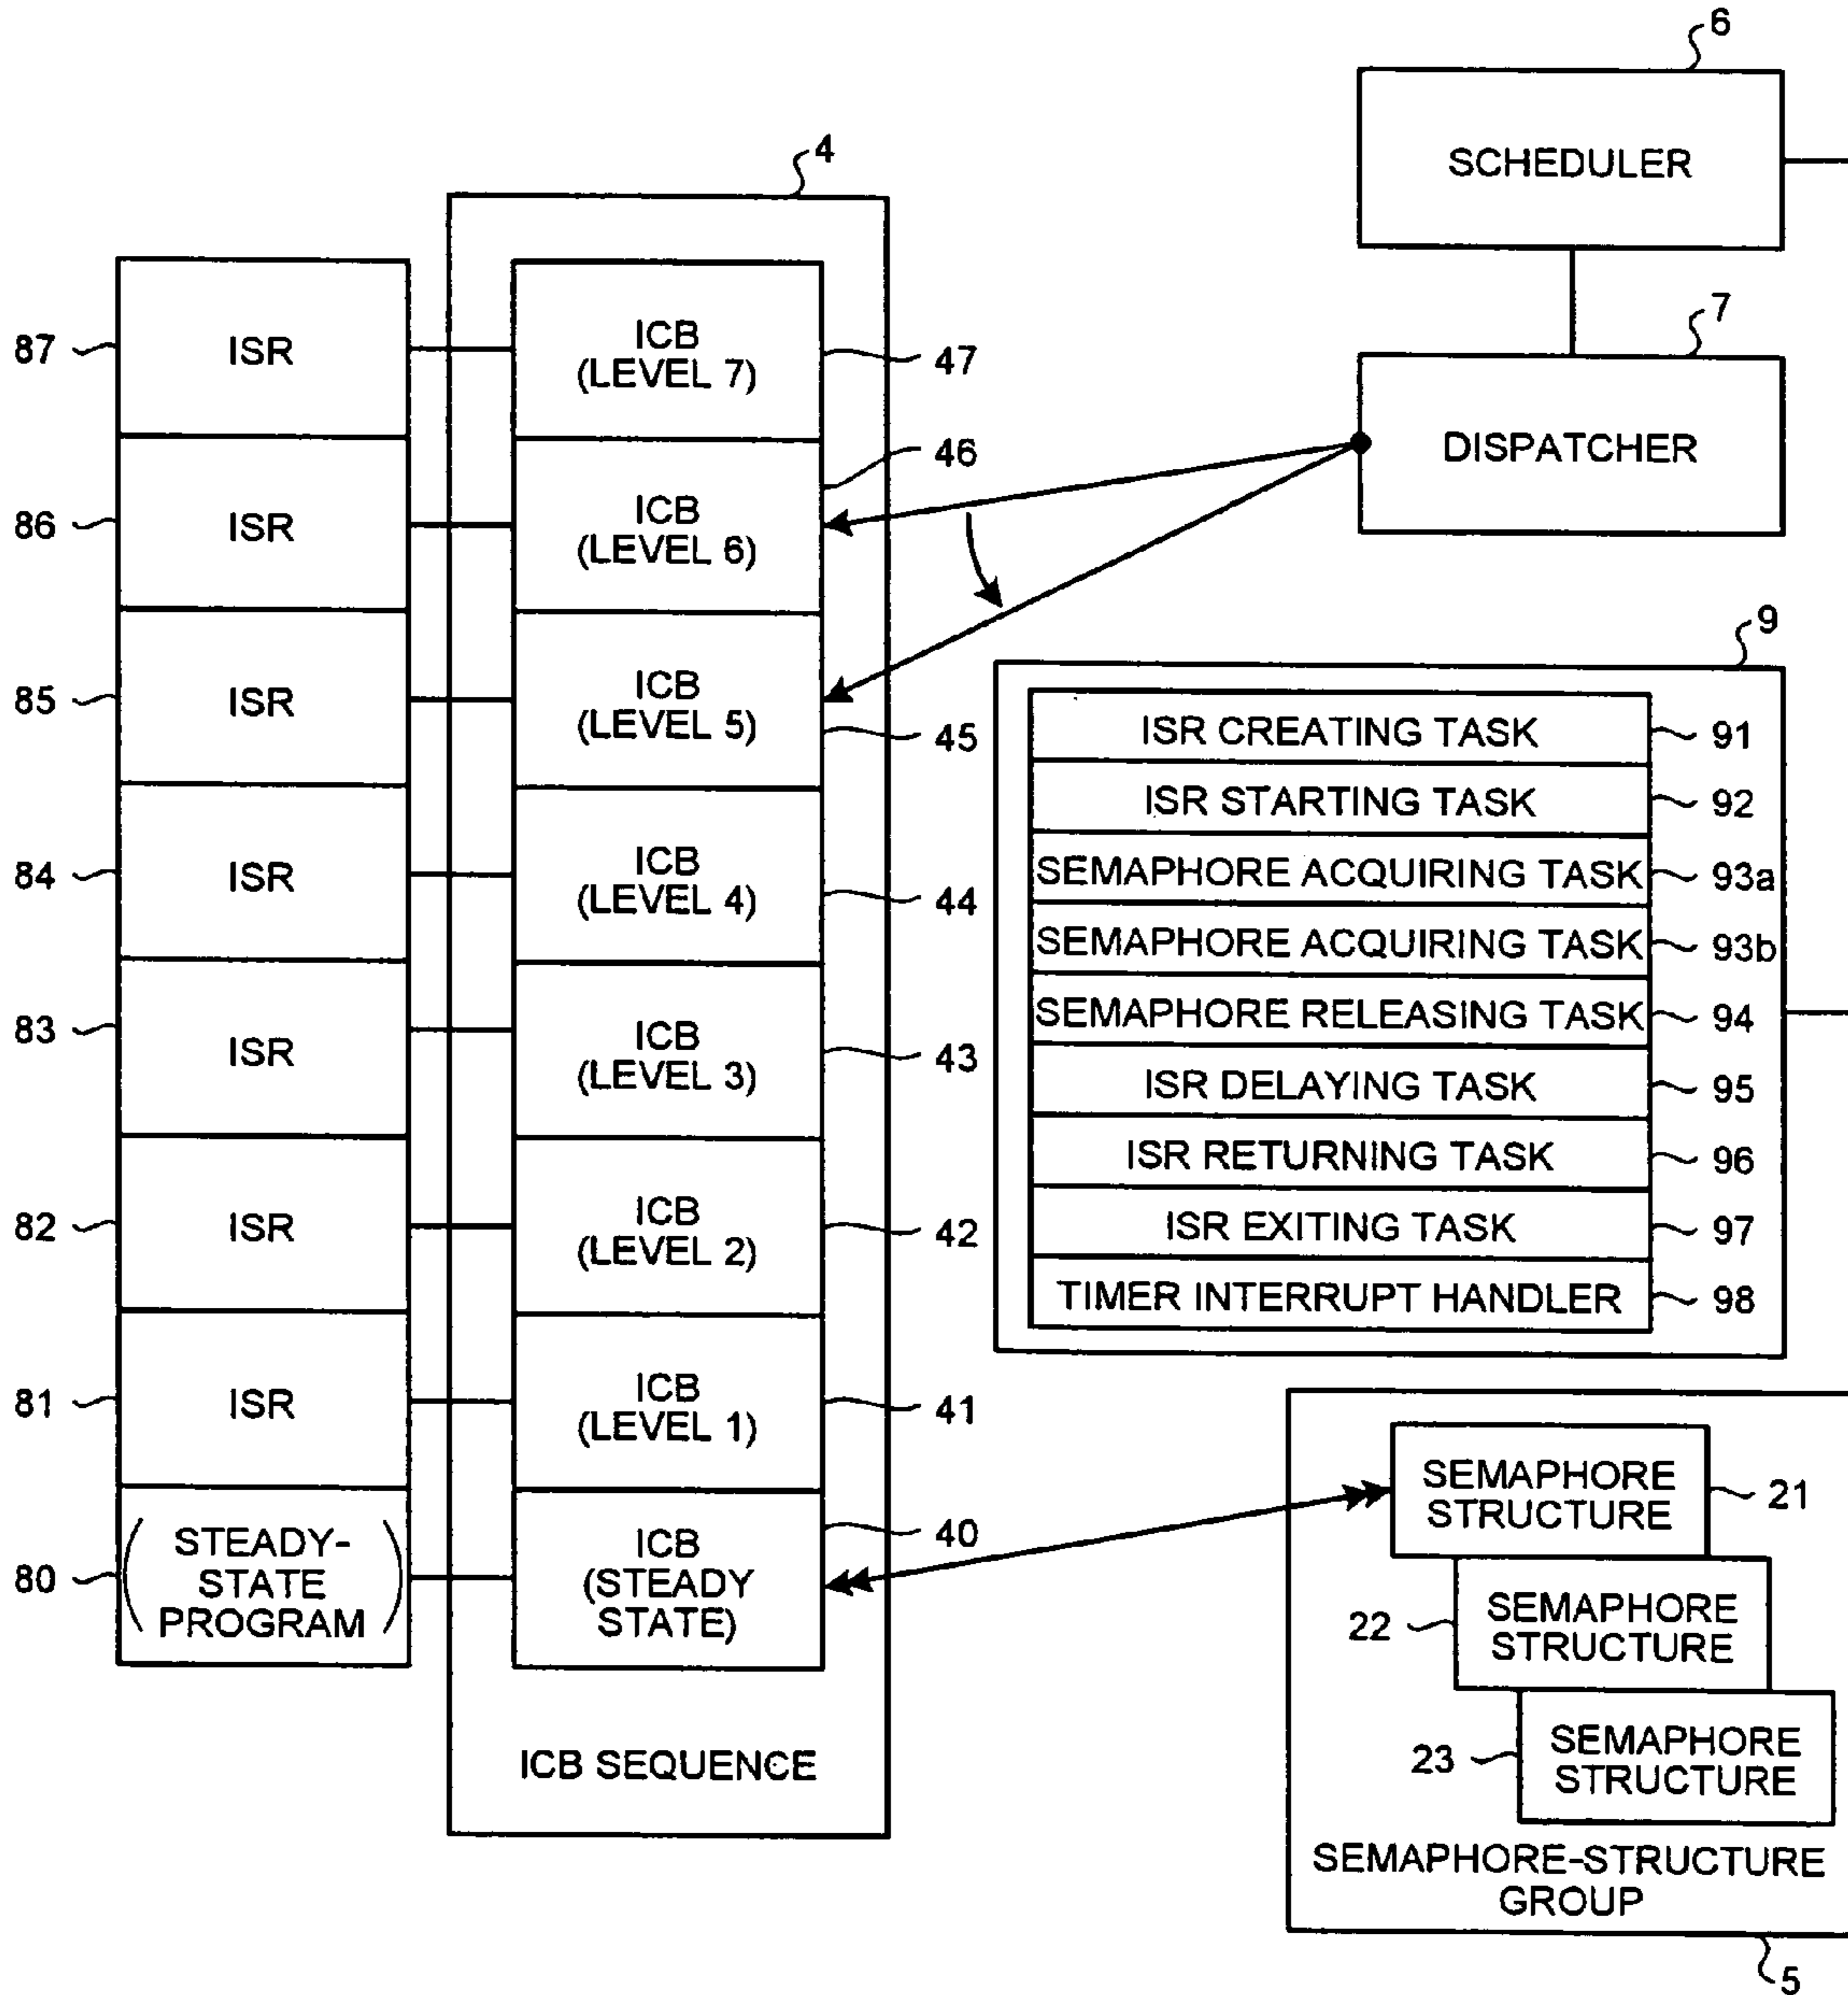 6
SCHEDULER
7
DISPATCHER
4
87
ISR
ICB
(LEVEL 7)
47
86
ISR
ICB
(LEVEL 6)
46
85
ISR
ICB
(LEVEL 5)
45
84
ISR
ICB
(LEVEL 4)
44
83
ISR
ICB
(LEVEL 3)
43
82
ISR
ICB
(LEVEL 2)
42
81
ISR
ICB
(LEVEL 1)
41
80
(STEADY-
STATE
PROGRAM)
ICB
(STEADY
STATE)
40
ICB SEQUENCE
9
ISR CREATING TASK
91
ISR STARTING TASK
92
SEMAPHORE ACQUIRING TASK
93a
SEMAPHORE ACQUIRING TASK
93b
SEMAPHORE RELEASING TASK
94
ISR DELAYING TASK
95
ISR RETURNING TASK
96
ISR EXITING TASK
97
TIMER INTERRUPT HANDLER
98
SEMAPHORE
STRUCTURE
21
22
SEMAPHORE
STRUCTURE
23
SEMAPHORE
STRUCTURE
SEMAPHORE-STRUCTURE
GROUP
5